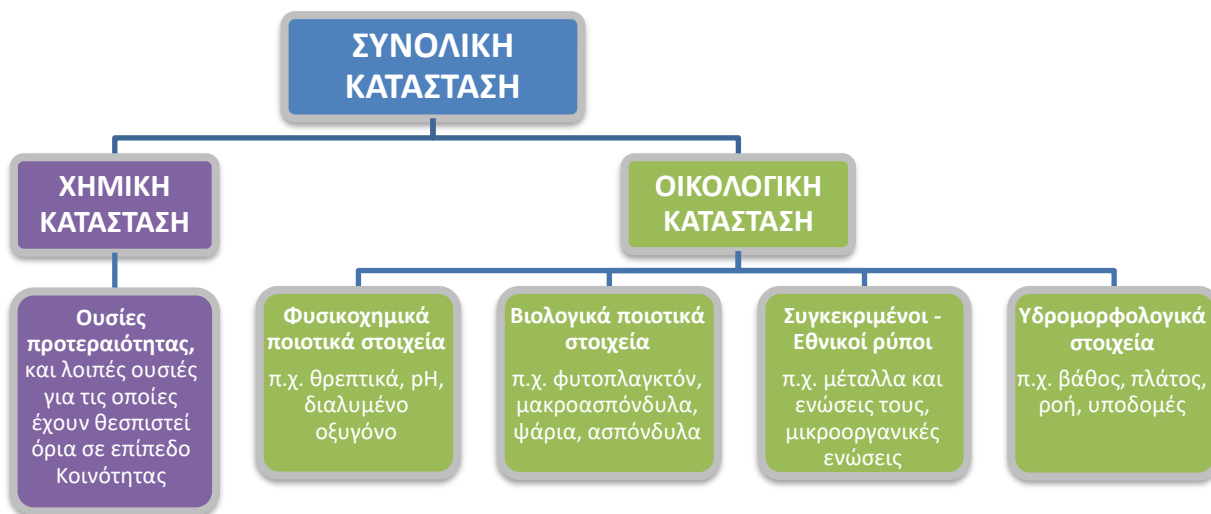 ΣΥΝΟΛΙΚΗ
ΚΑΤΑΣΤΑΣΗ
ΧΗΜΙΚΗ
ΚΑΤΑΣΤΑΣΗ
ΟΙΚΟΛΟΓΙΚΗ
ΚΑΤΑΣΤΑΣΗ
Ουσίες
προτεραιότητας,
και λοιπές ουσιές
για τις οποίες
έχουν θεσπιστεί
όρια σε επίπεδο
Κοινότητας
Φυσικοχημικά
ποιοτικά στοιχεία
π.χ. θρεπτικά, pH,
διαλυμένο
οξυγόνο
Βιολογικά ποιοτικά
στοιχεία
π.χ. φυτοπλαγκτόν,
μακροασπόνδυλα,
ψάρια, ασπόνδυλα
Συγκεκριμένοι -
Εθνικοί ρύποι
π.χ. μέταλλα και
ενώσεις τους,
μικροοργανικές
ενώσεις
Υδρομορφολογικά
στοιχεία
π.χ. βάθος, πλάτος,
ροή, υποδομές